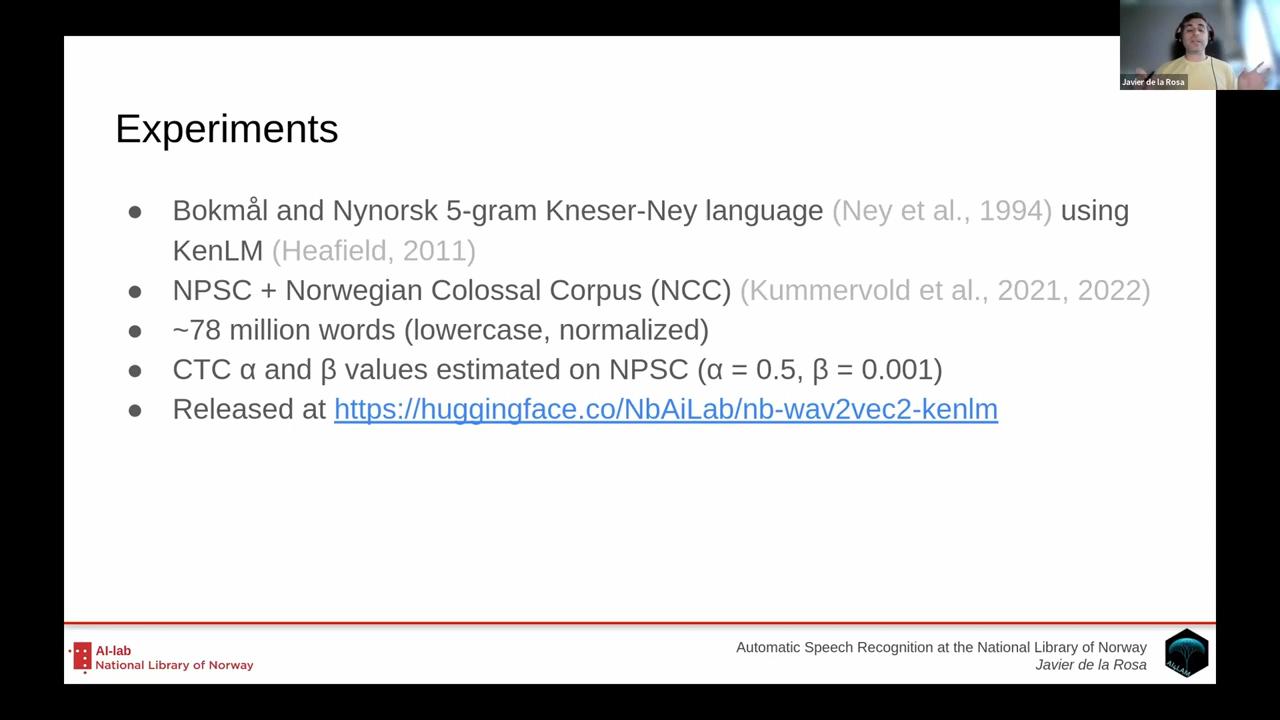 Javier de la Rosa
Experiments
● Bokmål and Nynorsk 5-gram Kneser-Ney language (Ney et al., 1994) using
KenLM (Heafield, 2011)
● NPSC + Norwegian Colossal Corpus (NCC) (Kummervold et al., 2021, 2022)
● ~78 million words (lowercase, normalized)
● CTC α and β values estimated on NPSC (α = 0.5, β = 0.001)
● Released at https://huggingface.co/NbAiLab/nb-wav2vec2-kenlm
AI-lab
National Library of Norway
Automatic Speech Recognition at the National Library of Norway
Javier de la Rosa
AI4LAM